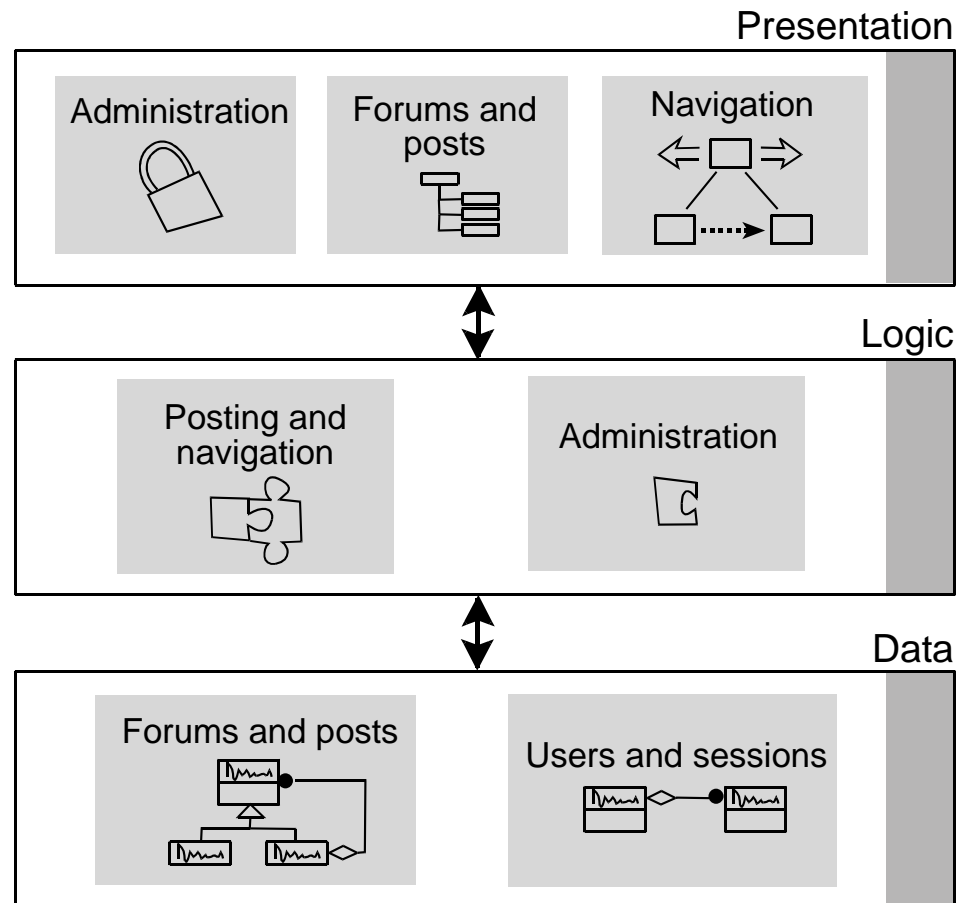 Presentation
Administration
Forums and
posts
Navigation
Logic
Posting and
navigation
Administration
Data
Forums and posts
Users and sessions